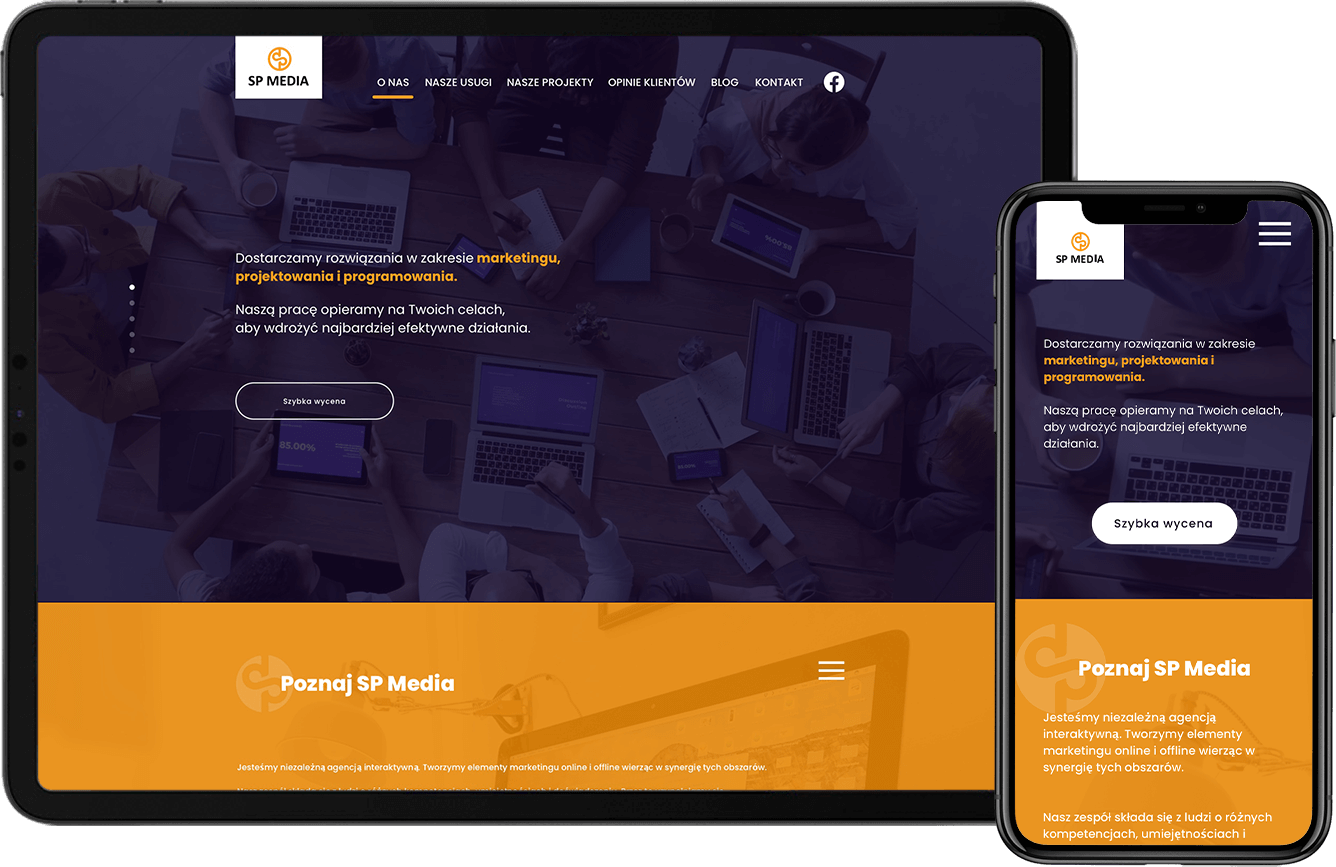 SP MEDIA
O NAS NASZE USUGI NASZE PROJEKTY OPINIE KLIENTÓW BLOG KONTAKT
Dostarczamy rozwiązania w zakresie marketingu,
projektowania i programowania.
Naszą pracę opieramy na Twoich celach,
aby wdrożyć najbardziej efektywne działania.
Szybka wycena
85.00%
Poznaj SP Media
Jesteśmy niezależną agencją interaktywną. Tworzymy elementy marketingu online i offline wierząc w synergię tych obszarów.
SP MEDIA
Dostarczamy rozwiązania w zakresie
marketingu, projektowania i
programowania.
Naszą pracę opieramy na Twoich celach,
aby wdrożyć najbardziej efektywne
działania.
Szybka wycena
Poznaj SP Media
Jesteśmy niezależną agencją
interaktywną. Tworzymy elementy
marketingu online i offline wierząc w
synergię tych obszarów.
Nasz zespół składa się z ludzi o różnych
kompetencjach, umiejętnościach i